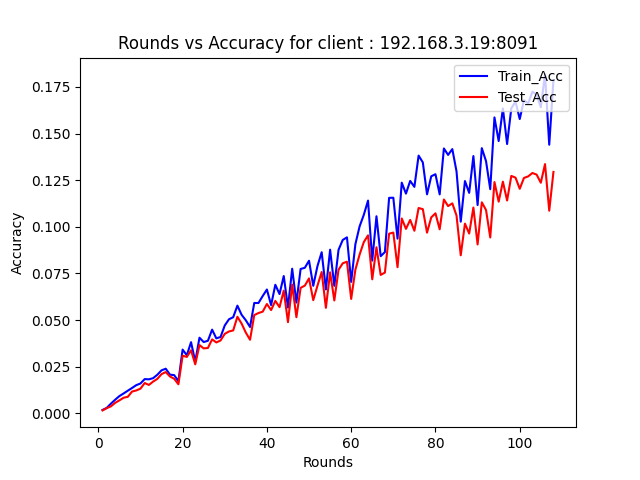 Rounds vs Accuracy for client : 192.168.3.19:8091
Train_Acc
Test_Acc
Accuracy
0.175
0.150
0.125
0.100
0.075
0.050
0.025
0.000
0 20 40 60 80 100
Rounds